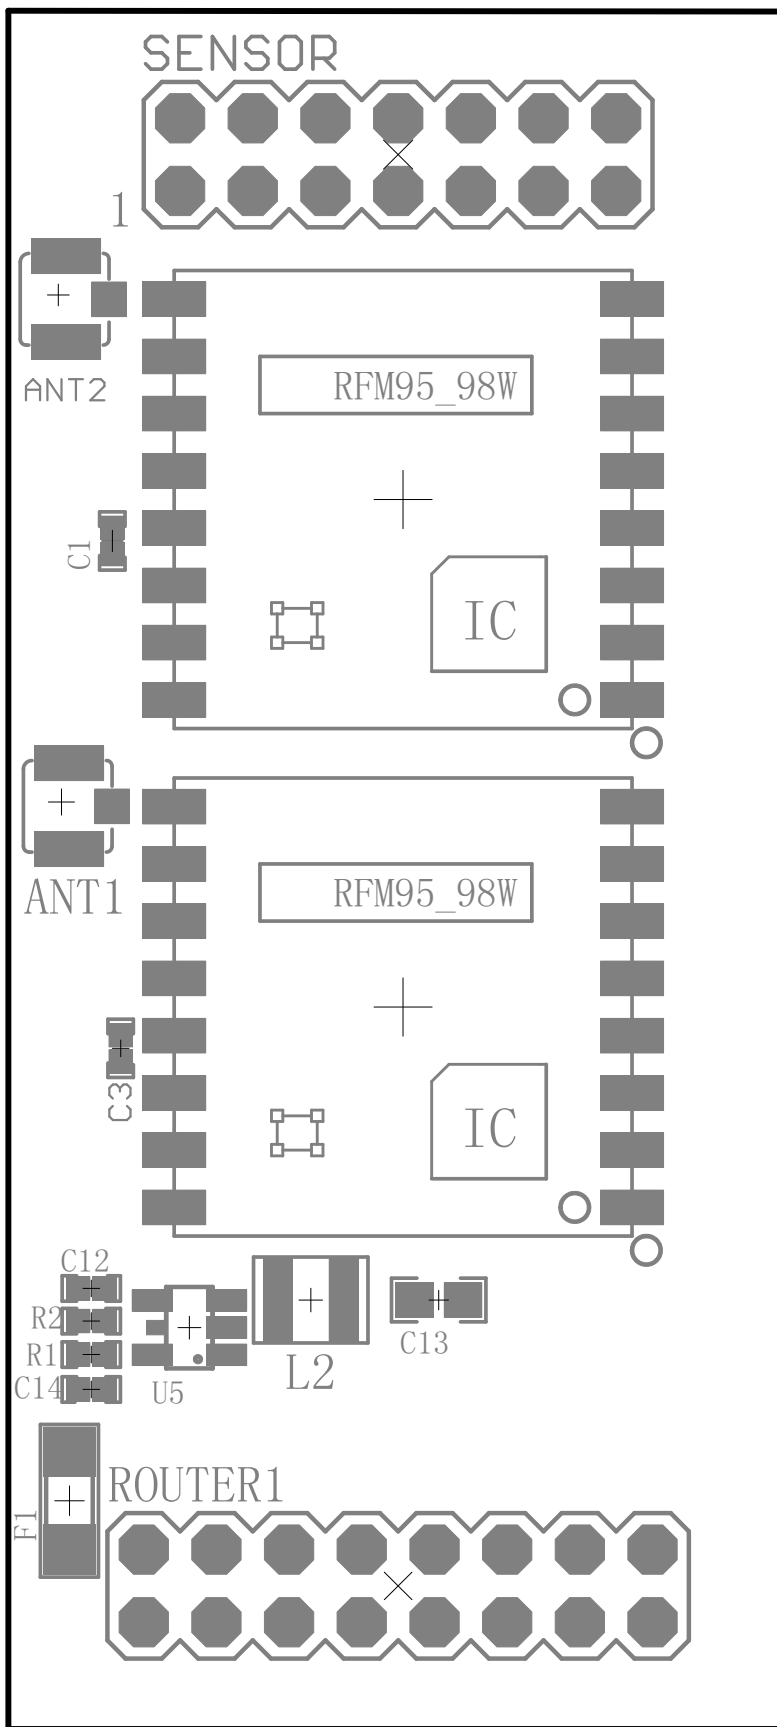 SENSOR
1
ANT2
RFM95_98W
C1
IC
ANT1
RFM95_98W
C3
IC
C12
R2
R1
C14
U5
L2
C13
F1
ROUTER1